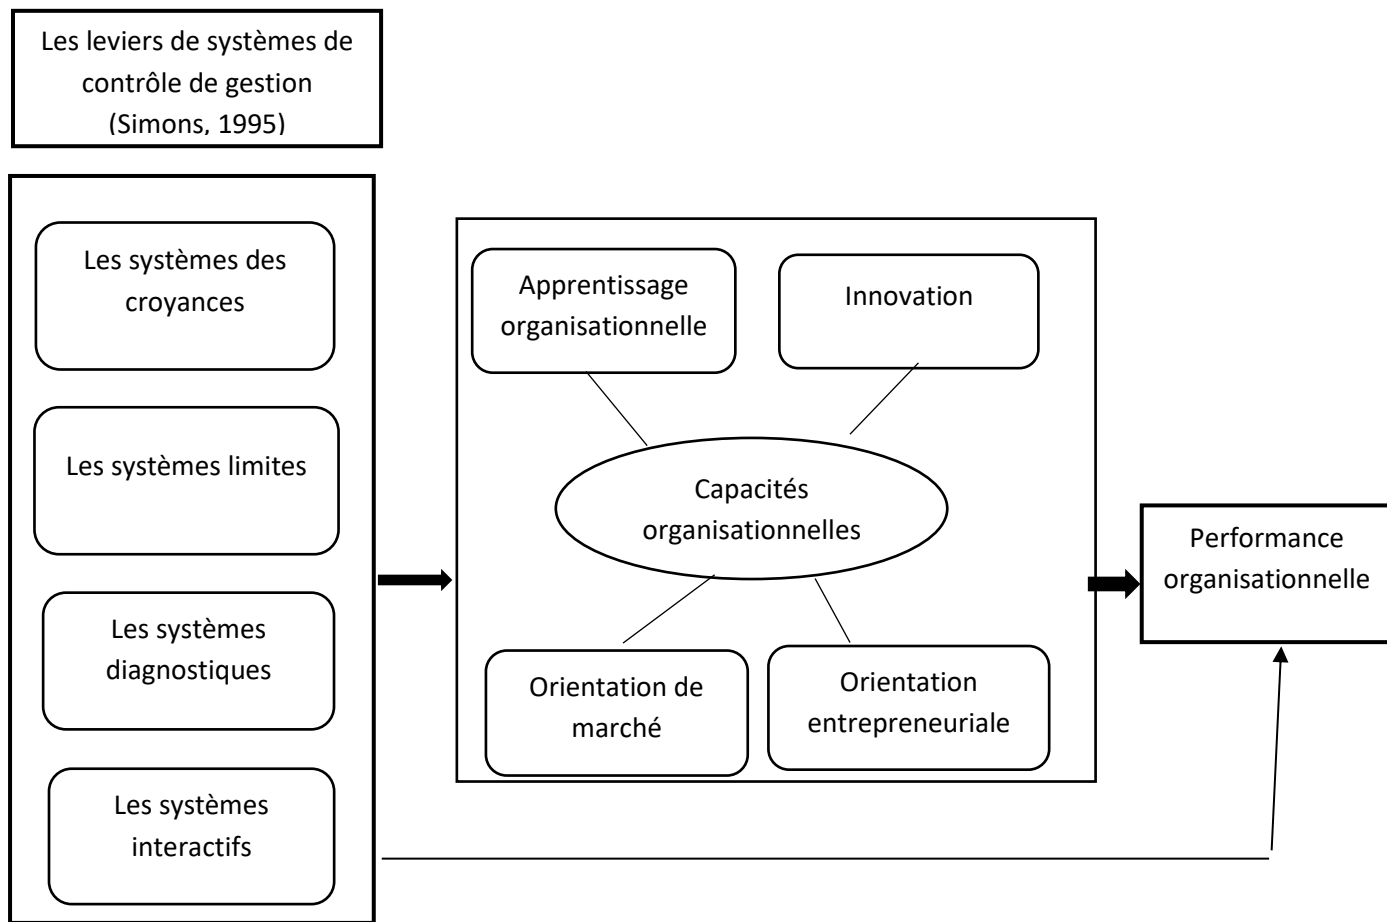 Les leviers de systèmes de
contrôle de gestion
(Simons, 1995)
Les systèmes des
croyances
Les systèmes limites
Les systèmes
diagnostiques
Les systèmes
interactifs
Apprentissage
organisationnelle
Innovation
Capacités
organisationnelles
Orientation de
marché
Orientation
entrepreneuriale
Performance
organisationnelle